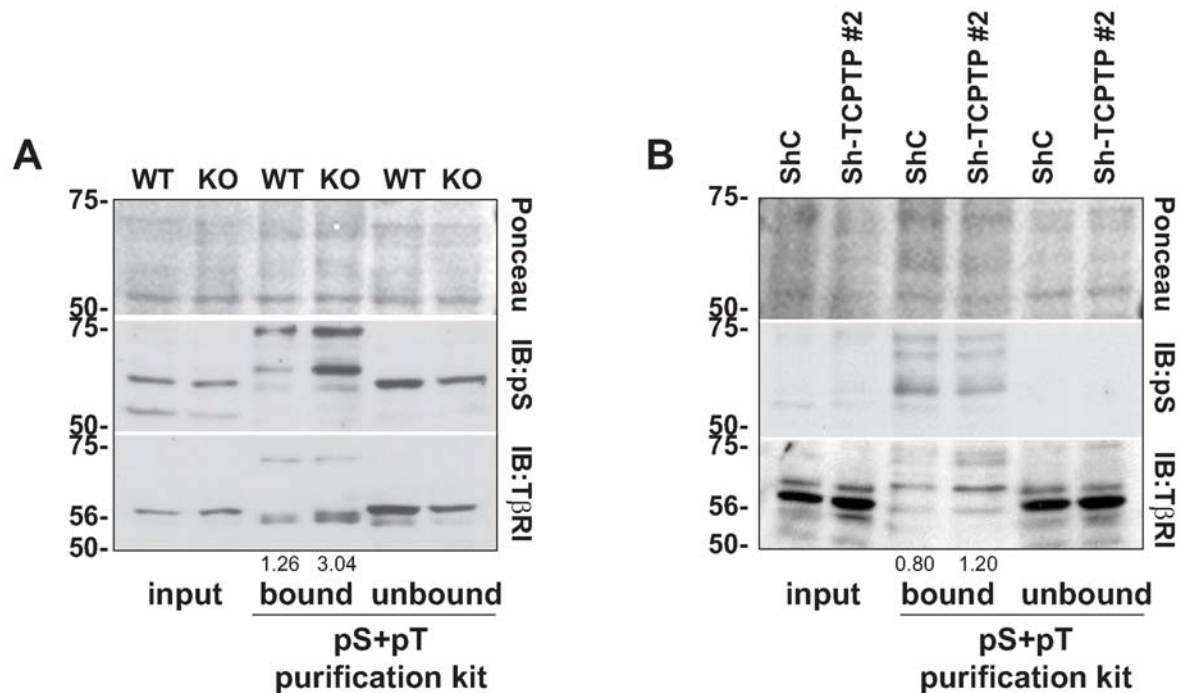 A
WT KO WT KO WT KO
75-
Ponceau
50-
75-
IB:pS
50-
75-
IB:TβRI
56-
50-
1.26 3.04
input bound unbound
pS+pT
purification kit
B
ShC
Sh-TCPTP #2
ShC
Sh-TCPTP #2
ShC
Sh-TCPTP #2
75-
Ponceau
50-
75-
IB:pS
50-
75-
IB:TβRI
56-
50-
0.80 1.20
input bound unbound
pS+pT
purification kit